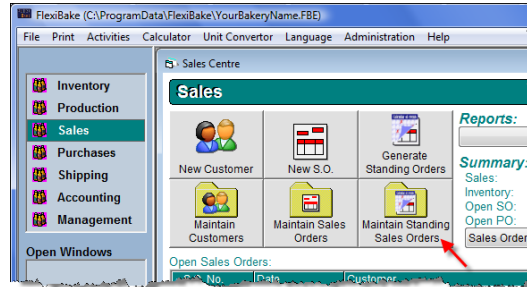 FlexiBake (C:\ProgramData\FlexiBake\YourBakeryName.FBE)
File Print Activities Calculator Unit Convertor Language Administration Help
Sales Centre
Inventory
Production
Sales
Purchases
Shipping
Accounting
Management
Open Windows
Sales
New Customer
New S.O.
Generate
Standing Orders
Maintain
Customers
Maintain Sales
Orders
Maintain Standing
Sales Orders
Reports:
Summary:
Sales:
Inventory:
Open SO:
Open PO:
Sales Order
Open Sales Orders:
S.O. No. Date Customer